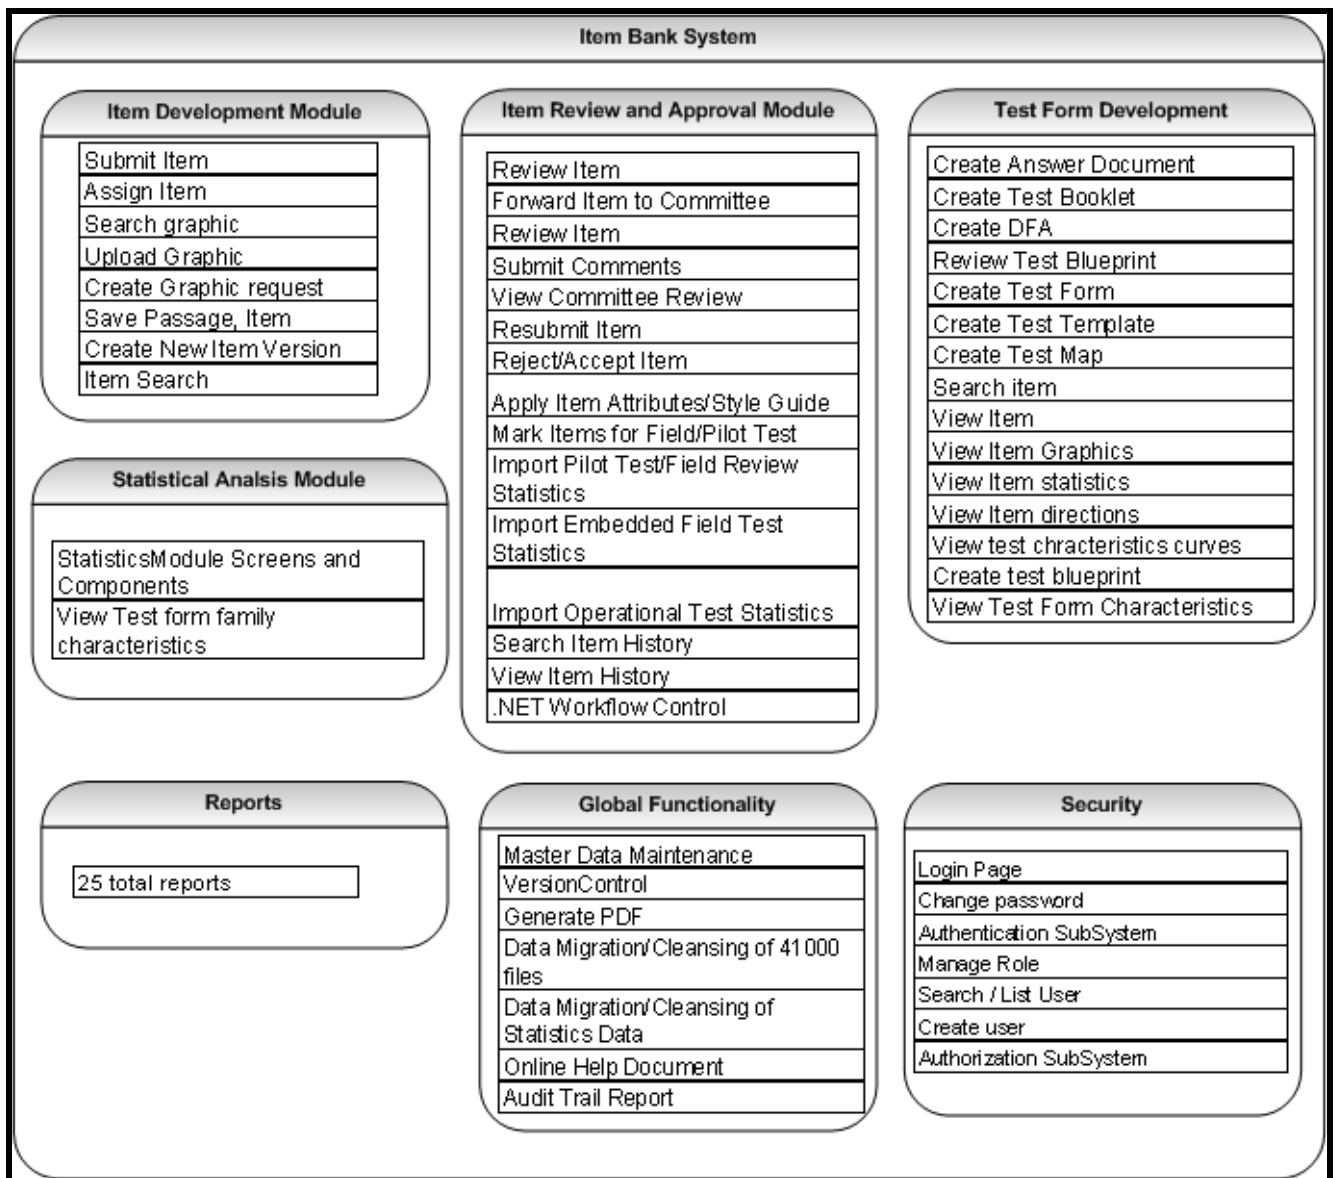 Item Bank System
Item Development Module
Submit Item
Assign Item
Search graphic
Upload Graphic
Create Graphic request
Save Passage, Item
Create New Item Version
Item Search
Item Review and Approval Module
Review Item
Forward Item to Committee
Review Item
Submit Comments
View Committee Review
Resubmit Item
Reject/Accept Item
Apply Item Attributes/Style Guide
Mark Items for Field/Pilot Test
Import Pilot Test/Field Review
Statistics
Import Embedded Field Test
Statistics
Import Operational Test Statistics
Search Item History
View Item History
.NET Workflow Control
Test Form Development
Create Answer Document
Create Test Booklet
Create DFA
Review Test Blueprint
Create Test Form
Create Test Template
Create Test Map
Search item
View Item
View Item Graphics
View Item statistics
View Item directions
View test chracteristics curves
Create test blueprint
View Test Form Characteristics
Statistical Analsis Module
StatisticsModule Screens and
Components
View Test form family
characteristics
Reports
25 total reports
Global Functionality
Master Data Maintenance
VersionControl
Generate PDF
Data Migration/Cleansing of 41000
files
Data Migration/Cleansing of
Statistics Data
Online Help Document
Audit Trail Report
Security
Login Page
Change password
Authentication SubSystem
Manage Role
Search / List User
Create user
Authorization SubSystem